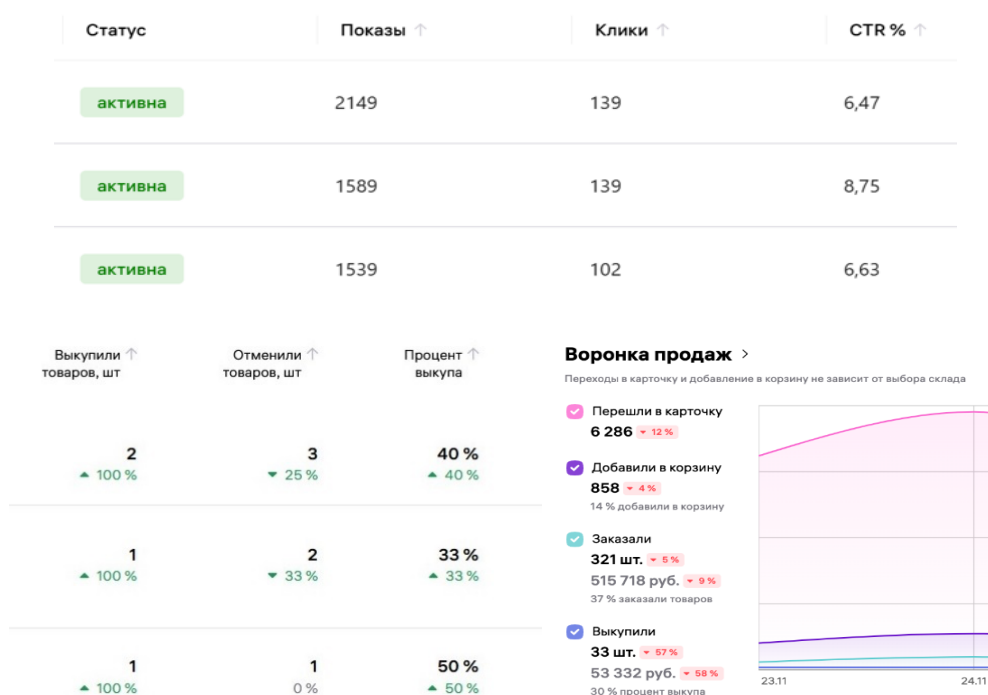 Статус Показы ↑ Клики ↑ CTR % ↑
активна 2149 139 6,47
активна 1589 139 8,75
активна 1539 102 6,63
Выкупили ↑ Отменили ↑ Процент ↑
товаров, шт товаров, шт выкупа
2 3 40 %
▲ 100 % ▼ 25 % ▲ 40 %
1 2 33 %
▲ 100 % ▼ 33 % ▲ 33 %
1 1 50 %
▲ 100 % 0 % ▲ 50 %
Воронка продаж >
Переходы в карточку и добавление в корзину не зависит от выбора склада
Перешли в карточку
6 286 ▼ 12 %
Добавили в корзину
858 ▼ 4 %
14 % добавили в корзину
Заказали
321 шт. ▼ 5 %
515 718 руб. ▼ 9 %
37 % заказали товаров
Выкупили
33 шт. ▼ 57 %
53 332 руб. ▼ 58 %
30 % процент выкупа
23.11 24.11